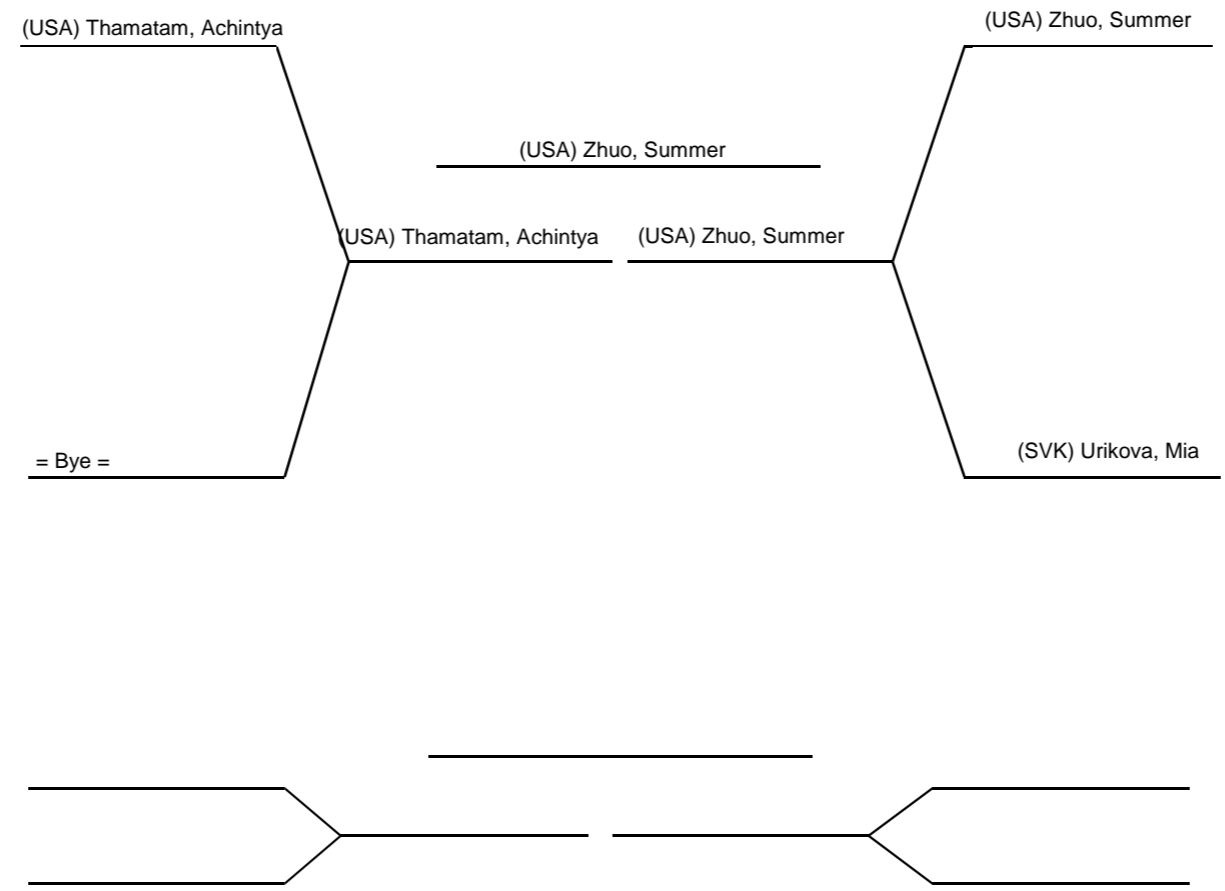 (USA) Thamatam, Achintya
(USA) Zhuo, Summer
(USA) Zhuo, Summer
(USA) Thamatam, Achintya
(USA) Zhuo, Summer
= Bye =
(SVK) Urikova, Mia